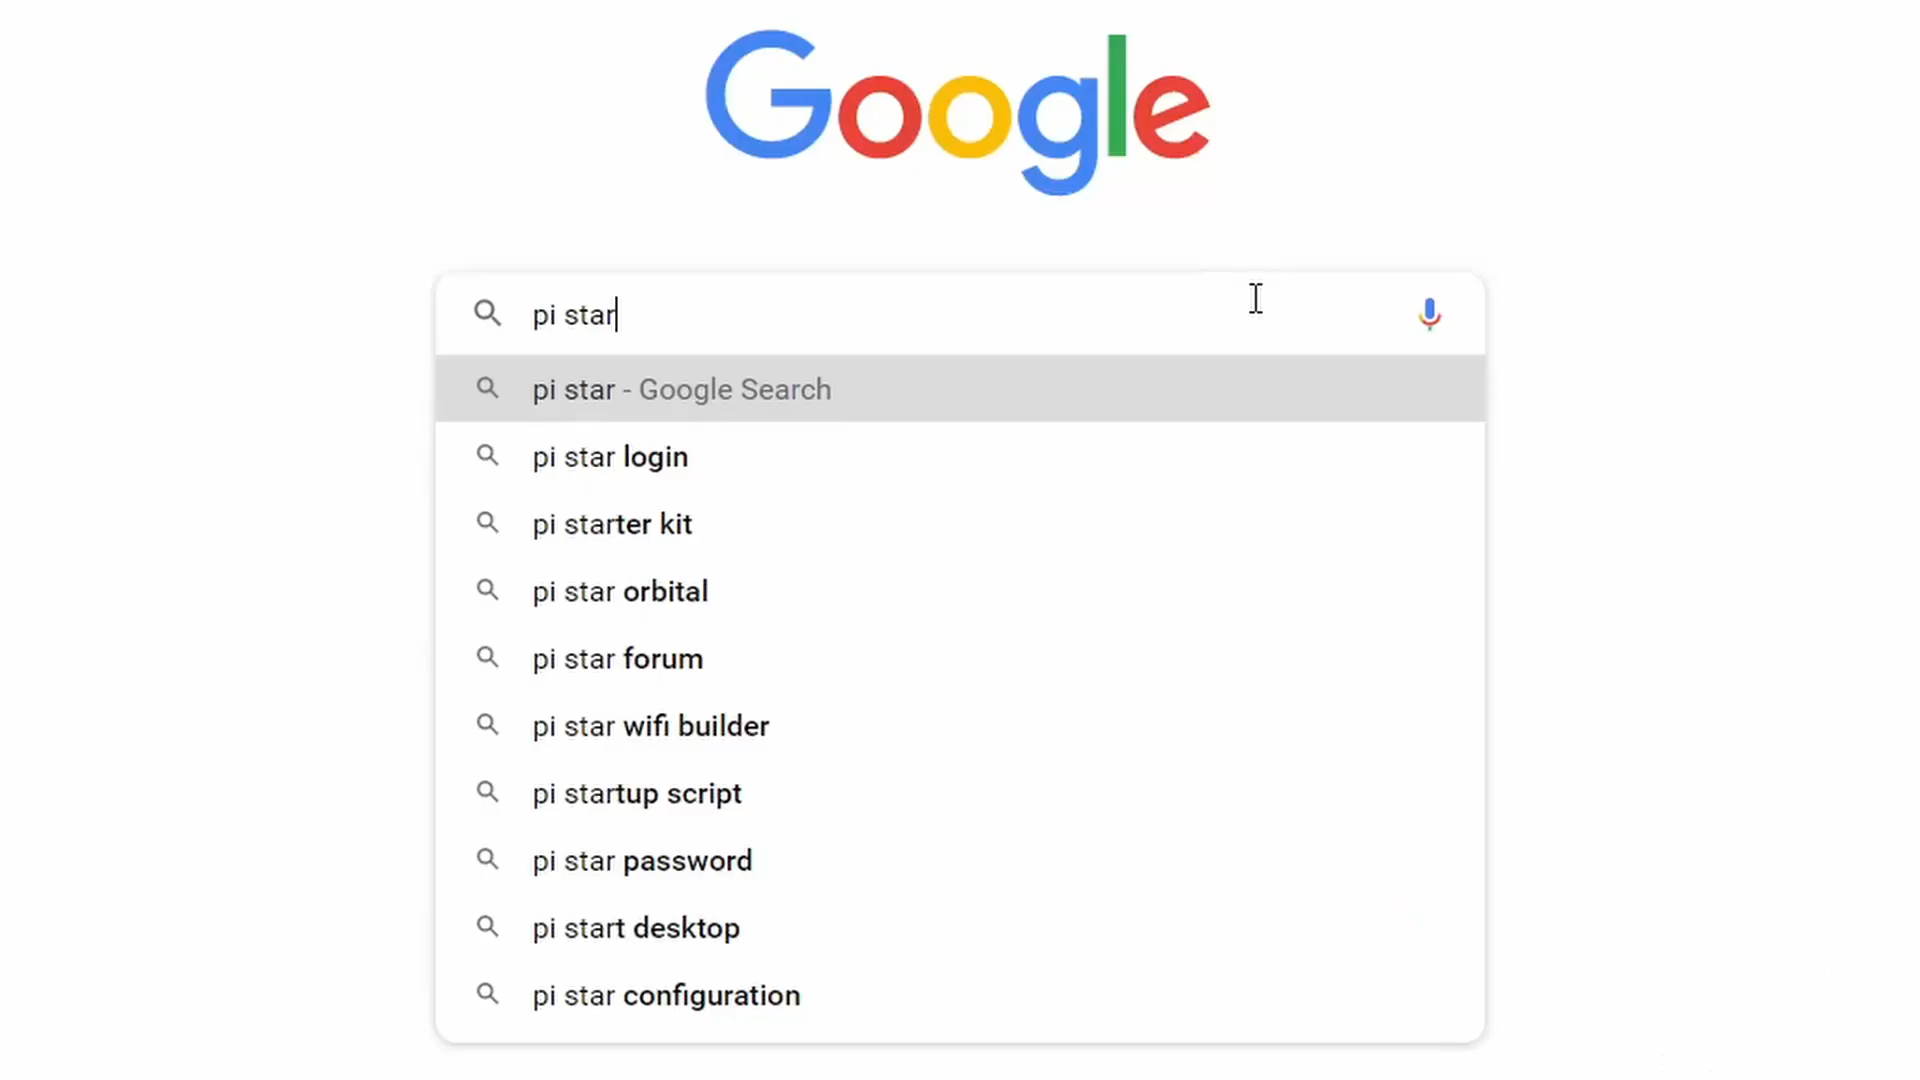 Google
pi star
pi star - Google Search
pi star login
pi starter kit
pi star orbital
pi star forum
pi star wifi builder
pi startup script
pi star password
pi start desktop
pi star configuration